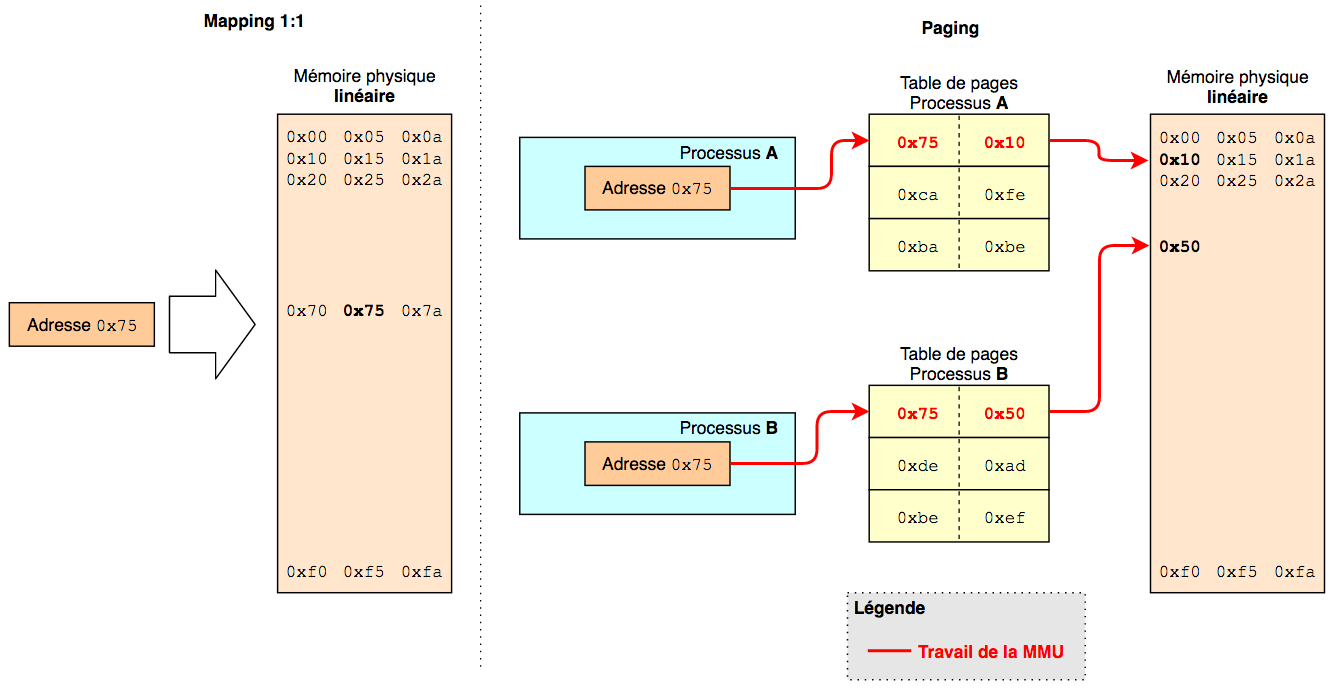 Mapping 1:1
Mémoire physique
linéaire
0x00 0x05 0x0a
0x10 0x15 0x1a
0x20 0x25 0x2a
0x70 0x75 0x7a
0xf0 0xf5 0xfa
Adresse 0x75
Paging
Processus A
Adresse 0x75
Table de pages
Processus A
0x75 0x10
0xca 0xfe
0xba 0xbe
Processus B
Adresse 0x75
Table de pages
Processus B
0x75 0x50
0xde 0xad
0xbe 0xef
Mémoire physique
linéaire
0x00 0x05 0x0a
0x10 0x15 0x1a
0x20 0x25 0x2a
0x50
0xf0 0xf5 0xfa
Légende
Travail de la MMU